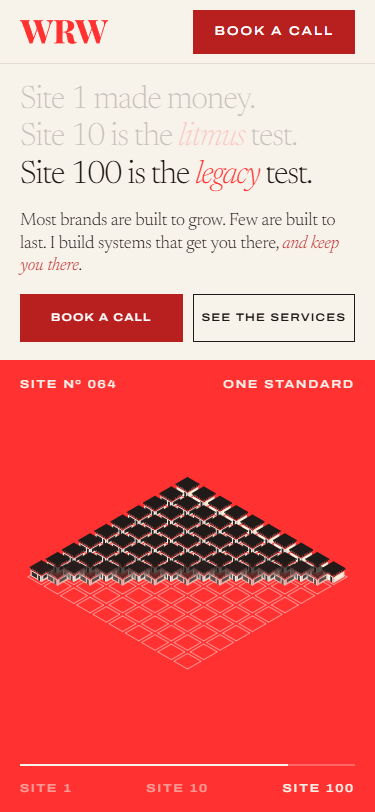 WRW
BOOK A CALL
Site 1 made money.
Site 10 is the litmus test.
Site 100 is the legacy test.
Most brands are built to grow. Few are built to
last. I build systems that get you there, and keep
you there.
BOOK A CALL
SEE THE SERVICES
SITE Nº 064
ONE STANDARD
SITE 1
SITE 10
SITE 100